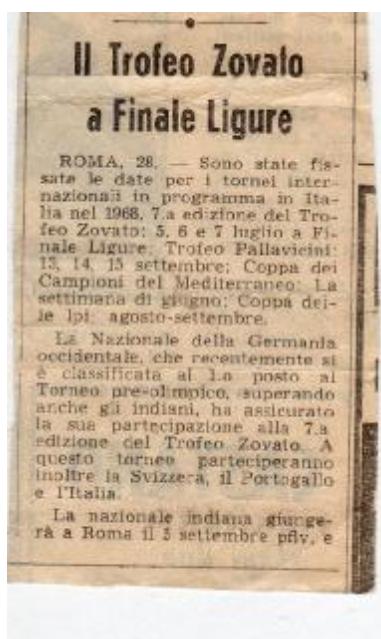 Il Trofeo Zovato
a Finale Ligure
ROMA, 28. — Sono state fis-
sate le date per i tornei inter-
nazionali in programma in Ita-
lia nel 1968, 7.a edizione del Tro-
feo Zovato: 5, 6 e 7 luglio a Fi-
nale Ligure; Trofeo Pallavicini:
13, 14, 15 settembre; Coppa dei
Campioni del Mediterraneo: La
settimana di giugno; Coppa del-
le lpi: agosto-settembre.
La Nazionale della Germania
occidentale, che recentemente si
è classificata al 1.o posto al
Torneo pre-olimpico, superando
anche gli indiani, ha assicurato
la sua partecipazione alla 7.a
edizione del Trofeo Zovato. A
questo torneo parteciperanno
inoltre la Svizzera, il Portogallo
e l'Italia
La nazionale indiana giunge-
rà a Roma il 3 settembre pfv, e